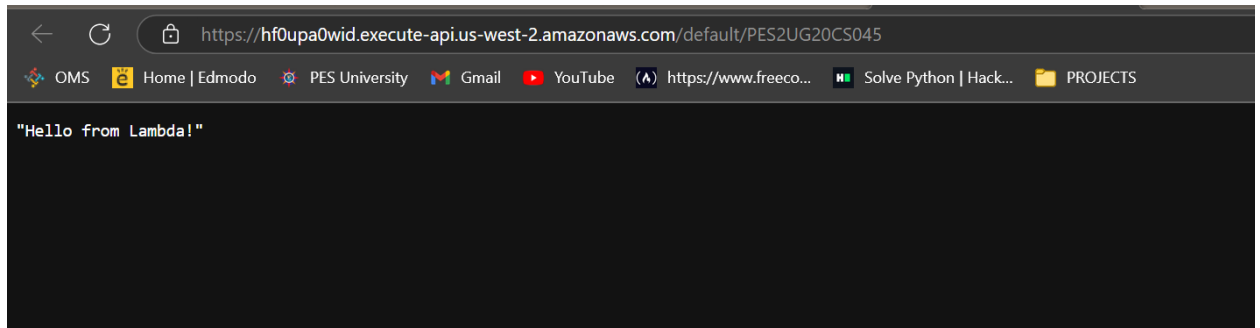 https://hf0upa0wid.execute-api.us-west-2.amazonaws.com/default/PES2UG20CS045
OMS ë Home | Edmodo PES University Gmail YouTube (A) https://www.freeco... H Solve Python | Hack... PROJECTS
"Hello from Lambda!"